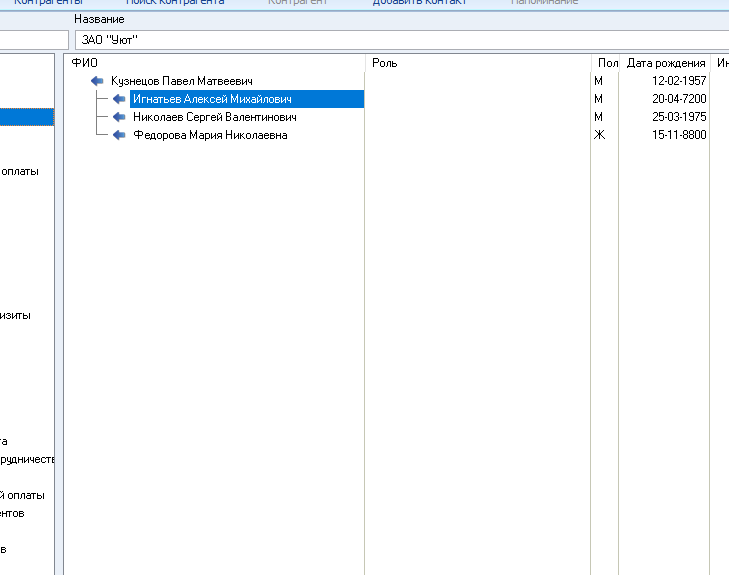 Контрагенты Поиск контрагента Контрагент Добавить контакт Напоминание
Название
ЗАО "Уют"
ФИО Роль Пол Дата рождения Ин
Кузнецов Павел Матвеевич М 12-02-1957
Игнатьев Алексей Михайлович М 20-04-7200
Николаев Сергей Валентинович М 25-03-1975
Федорова Мария Николаевна Ж 15-11-8800
оплаты
изиты
та
рудничеств
й оплаты
ентов
в